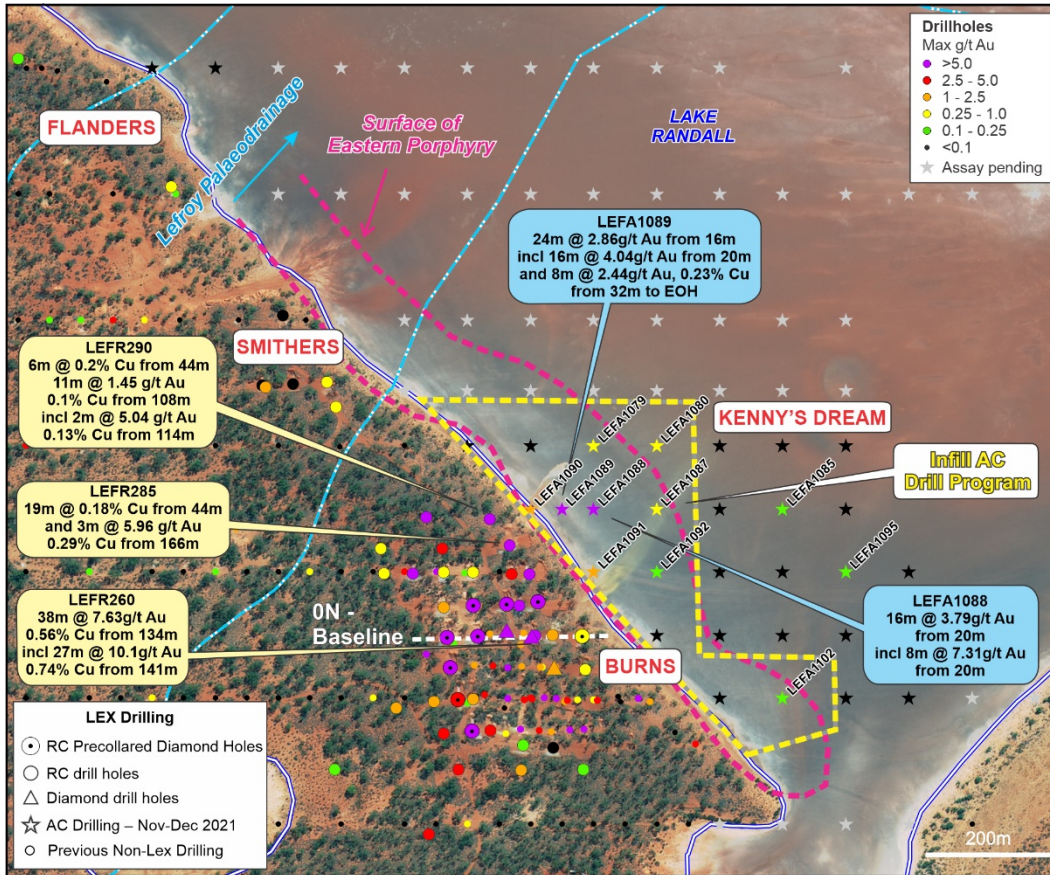 Drillholes
Max g/t Au
>5.0
2.5 - 5.0
1 - 2.5
0.25 - 1.0
0.1 - 0.25
<0.1
Assay pending
FLANDERS
Lefroy Palaeodrainage
Surface of
Eastern Porphyry
LAKE
RANDALL
LEFA1089
24m @ 2.86g/t Au from 16m
incl 16m @ 4.04g/t Au from 20m
and 8m @ 2.44g/t Au, 0.23% Cu
from 32m to EOH
SMITHERS
LEFR290
6m @ 0.2% Cu from 44m
11m @ 1.45 g/t Au
0.1% Cu from 108m
incl 2m @ 5.04 g/t Au
0.13% Cu from 114m
KENNY'S DREAM
LEFA1079
LEFA1080
Infill AC
Drill Program
LEFA1090
LEFA1089
LEFA1088
LEFA1087
LEFA1085
LEFR285
19m @ 0.18% Cu from 44m
and 3m @ 5.96 g/t Au
0.29% Cu from 166m
LEFA1091
LEFA1092
LEFA1095
LEFR260
38m @ 7.63g/t Au
0.56% Cu from 134m
incl 27m @ 10.1g/t Au
0.74% Cu from 141m
0N -
Baseline
BURNS
LEFA1088
16m @ 3.79g/t Au
from 20m
incl 8m @ 7.31g/t Au
from 20m
LEFA1102
LEX Drilling
RC Precollared Diamond Holes
RC drill holes
Diamond drill holes
AC Drilling – Nov-Dec 2021
Previous Non-Lex Drilling
200m